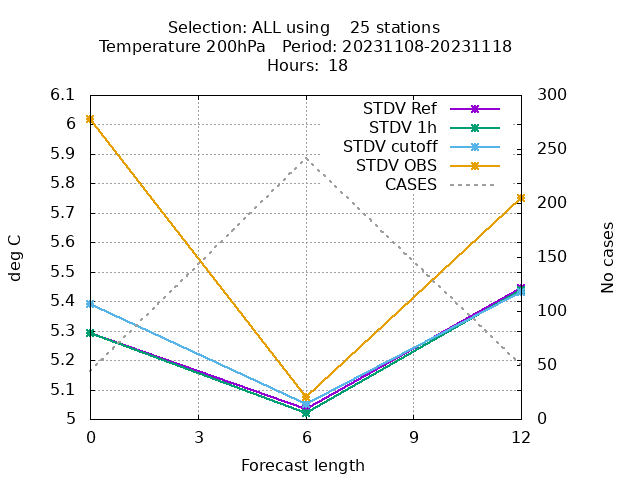 Selection: ALL using    25 stations
Temperature 200hPa   Period: 20231108-20231118
Hours:  18
6.1
6
5.9
5.8
5.7
5.6
5.5
5.4
5.3
5.2
5.1
5
deg C
STDV Ref
STDV 1h
STDV cutoff
STDV OBS
CASES
300
250
200
150
100
50
0
No cases
0 3 6 9 12
Forecast length